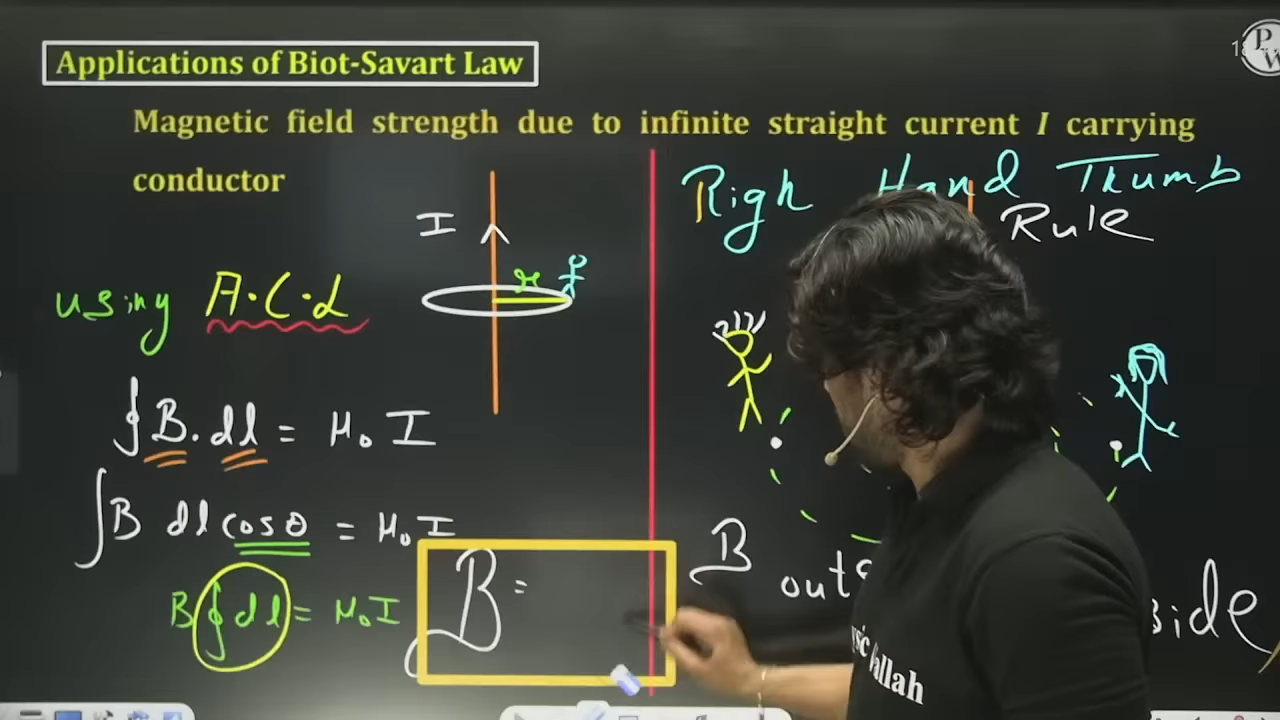 Applications of Biot-Savart Law
Magnetic field strength due to infinite straight current I carrying
conductor
Righ Hand Thumb
Rule
I
r
using A.C.L
∮B.dl = μ₀I
∫B dl cosθ = μ₀I
B∮dl = μ₀I
B =
B
side
PW